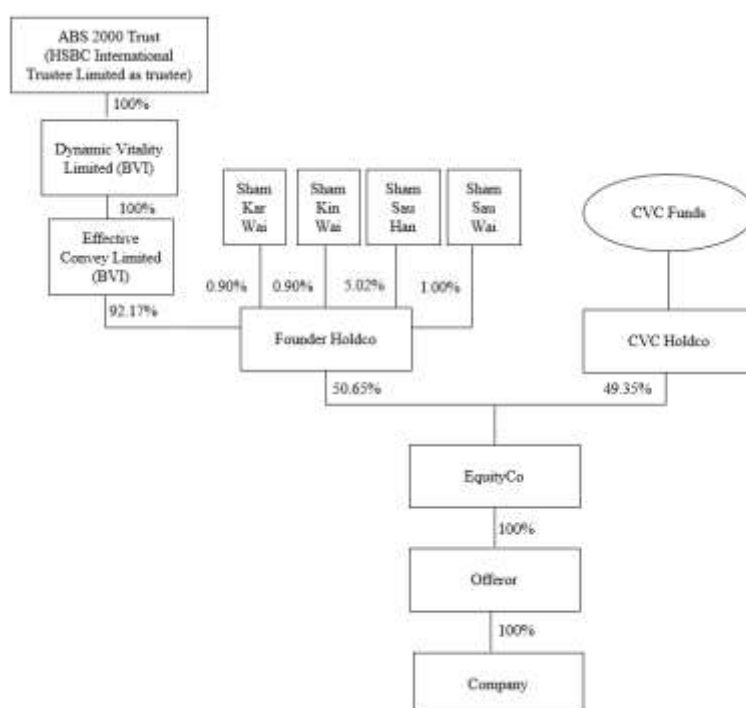 ABS 2000 Trust
(HSBC International
Trustee Limited as trustee)
100%
Dynamic Vitality
Limited (BVI)
100%
Effective
Convey Limited
(BVI)
92.17%
Sham
Kar
Wai
Sham
Kin
Wai
Sham
Sau
Han
Sham
Sau
Wai
CVC Funds
0.90%
0.90%
5.02%
1.00%
Founder Holdco
CVC Holdco
50.65%
49.35%
EquityCo
100%
Offeror
100%
Company